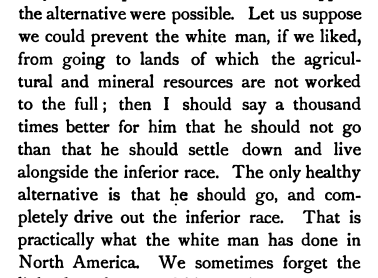 the alternative were possible. Let us suppose
we could prevent the white man, if we liked,
from going to lands of which the agricul-
tural and mineral resources are not worked
to the full; then I should say a thousand
times better for him that he should not go
than that he should settle down and live
alongside the inferior race. The only healthy
alternative is that he should go, and com-
pletely drive out the inferior race. That is
practically what the white man has done in
North America. We sometimes forget the